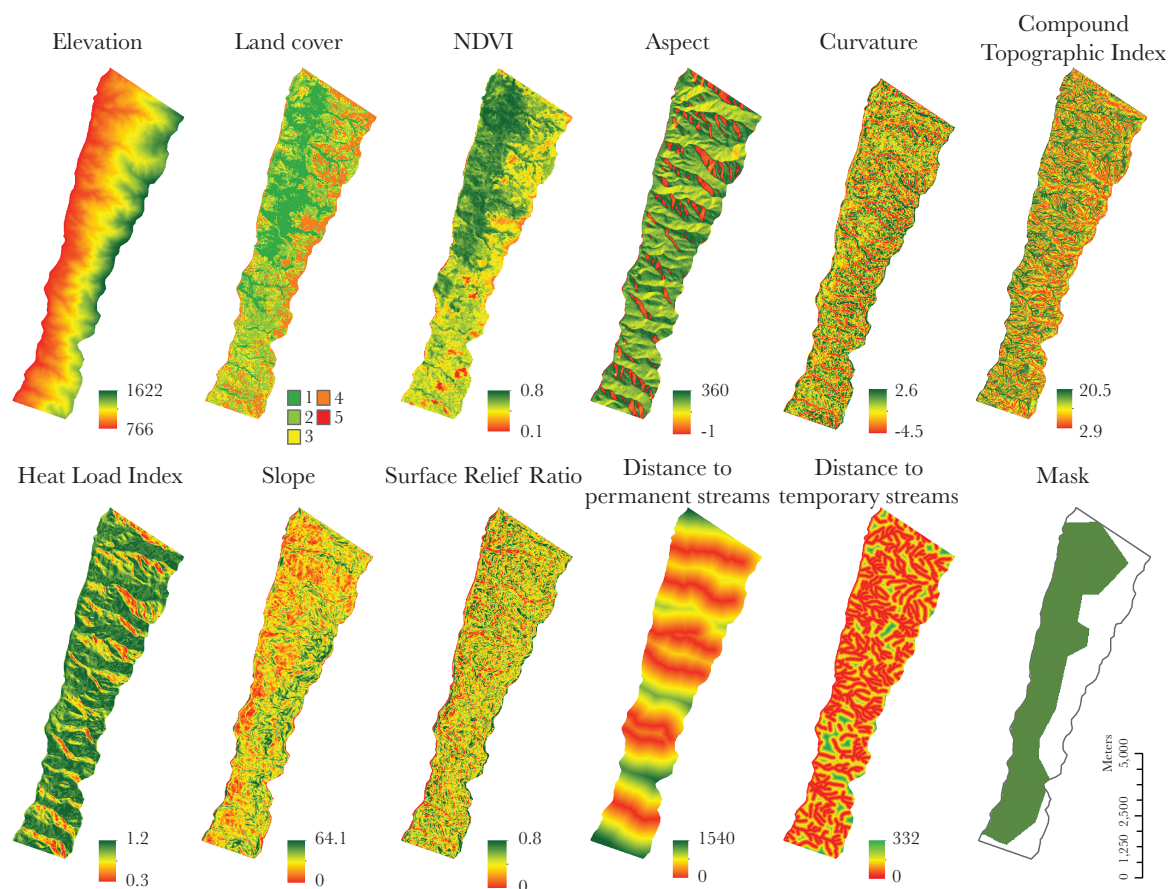 Elevation
Land cover
NDVI
Aspect
Curvature
Compound
Topographic Index
1622
766
1
2
3
4
5
0.8
0.1
360
-1
2.6
-4.5
20.5
2.9
Heat Load Index
Slope
Surface Relief Ratio
Distance to
permanent streams
Distance to
temporary streams
Mask
1.2
0.3
64.1
0
0.8
0
1540
0
332
0
Meters
0
1,250
2,500
5,000